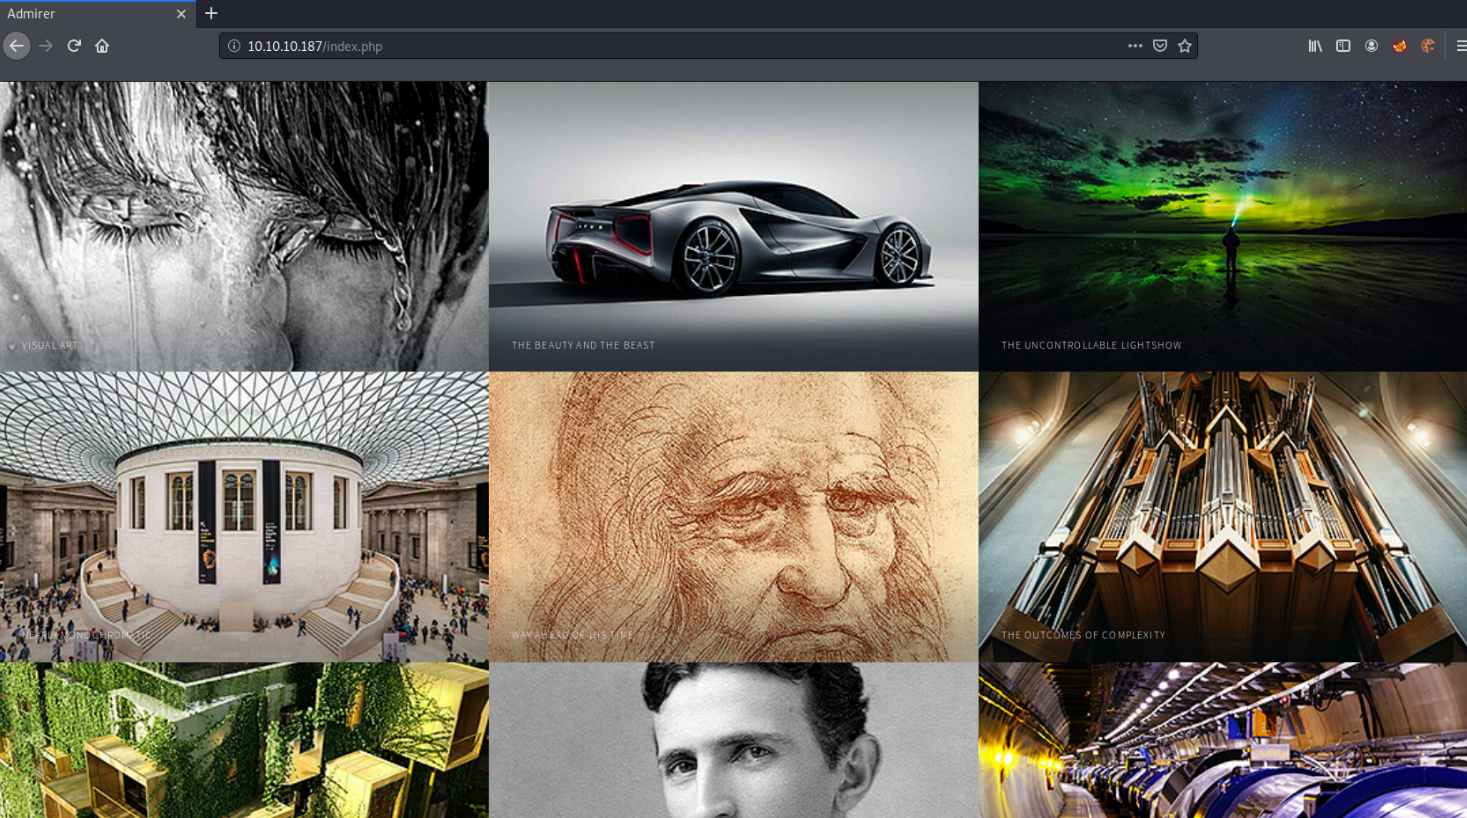 Admirer
10.10.10.187/index.php
VISUAL ART
THE BEAUTY AND THE BEAST
THE UNCONTROLLABLE LIGHTSHOW
NEARLY MONOCHROMATIC
WAY AHEAD OF HIS TIME
THE OUTCOMES OF COMPLEXITY